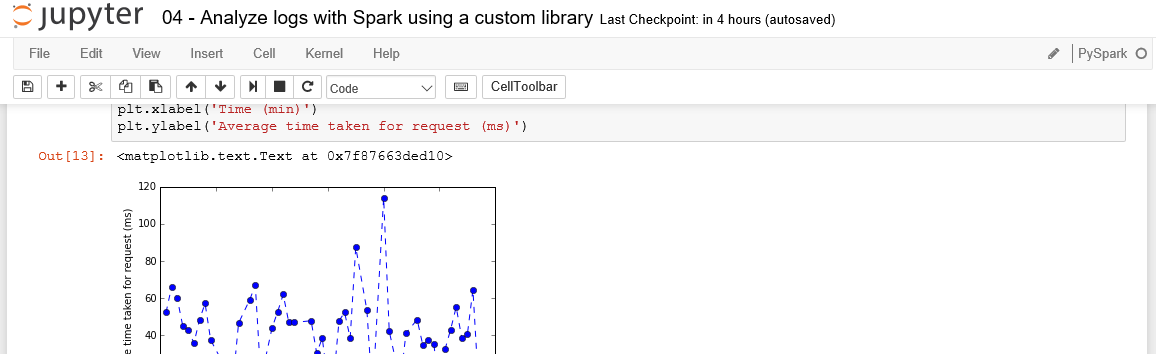 jupyter 04 - Analyze logs with Spark using a custom library Last Checkpoint: in 4 hours (autosaved)
File Edit View Insert Cell Kernel Help PySpark
Code CellToolbar
plt.xlabel('Time (min)')
plt.ylabel('Average time taken for request (ms)')
Out[13]: <matplotlib.text.Text at 0x7f87663ded10>
120
100
80
60
40
e time taken for request (ms)